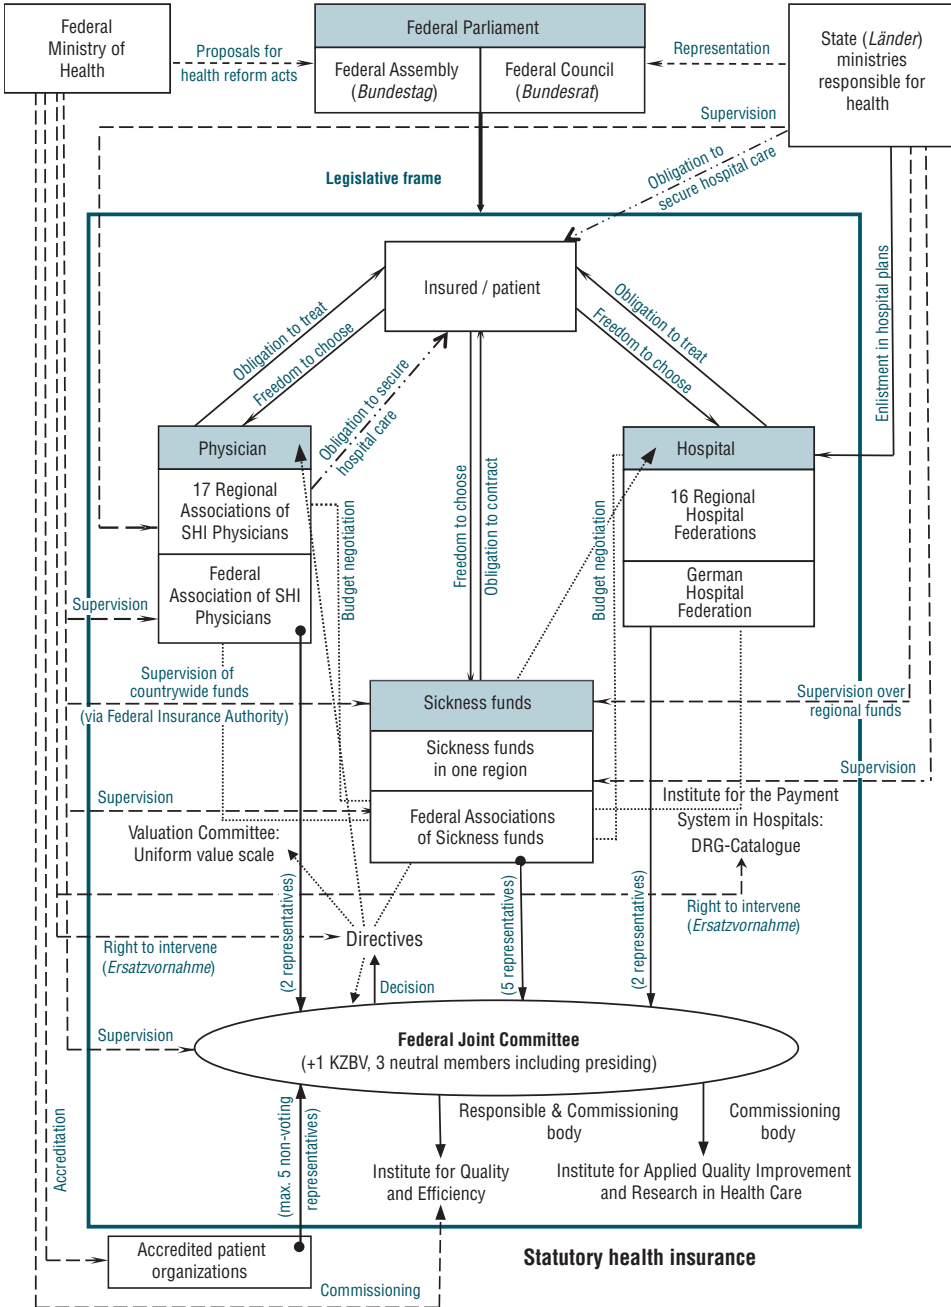 Federal
Ministry of
Health
Proposals for
health reform acts
Federal Parliament
Federal Assembly
(Bundestag)
Federal Council
(Bundesrat)
Representation
State (Länder)
ministries
responsible for
health
Supervision
Legislative frame
Obligation to
secure hospital care
Insured / patient
Obligation to treat
Freedom to choose
Obligation to secure
hospital care
Obligation to treat
Freedom to choose
Enlistment in hospital plans
Physician
17 Regional
Associations of
SHI Physicians
Federal
Association of SHI
Physicians
Budget negotiation
Freedom to choose
Obligation to contract
Budget negotiation
Hospital
16 Regional
Hospital
Federations
German
Hospital
Federation
Supervision
Supervision of
countrywide funds
(via Federal Insurance Authority)
Sickness funds
Sickness funds
in one region
Federal Associations
of Sickness funds
Supervision over
regional funds
Supervision
Supervision
Institute for the Payment
System in Hospitals:
DRG-Catalogue
Valuation Committee:
Uniform value scale
Right to intervene
(Ersatzvornahme)
(2 representatives)
Directives
Decision
(5 representatives)
(2 representatives)
Right to intervene
(Ersatzvornahme)
Supervision
Federal Joint Committee
(+1 KZBV, 3 neutral members including presiding)
Accreditation
(max. 5 non-voting
representatives)
Responsible & Commissioning
body
Commissioning
body
Institute for Quality
and Efficiency
Institute for Applied Quality Improvement
and Research in Health Care
Accredited patient
organizations
Commissioning
Statutory health insurance